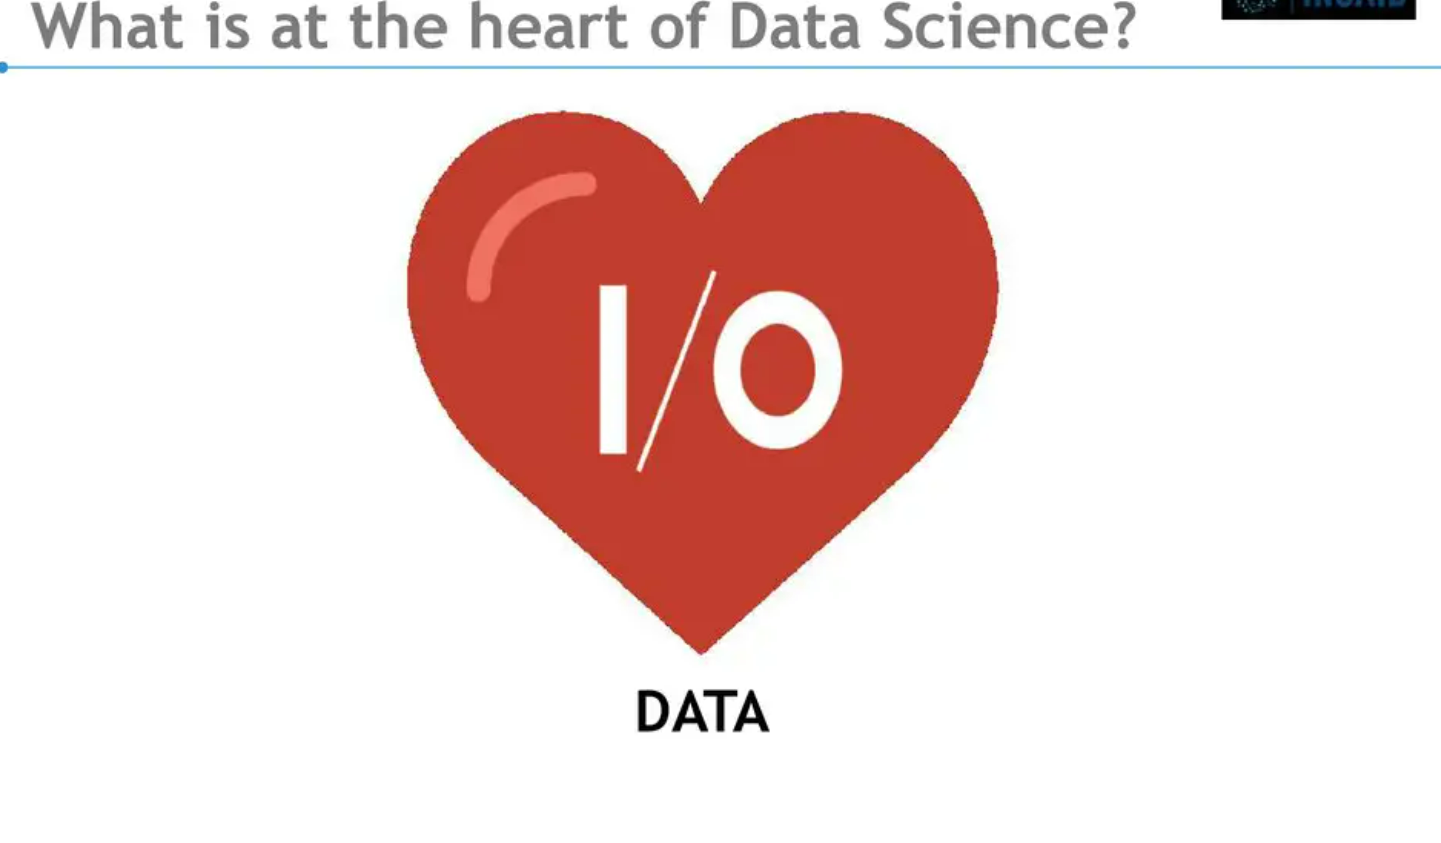 What is at the heart of Data Science?
I/O
DATA